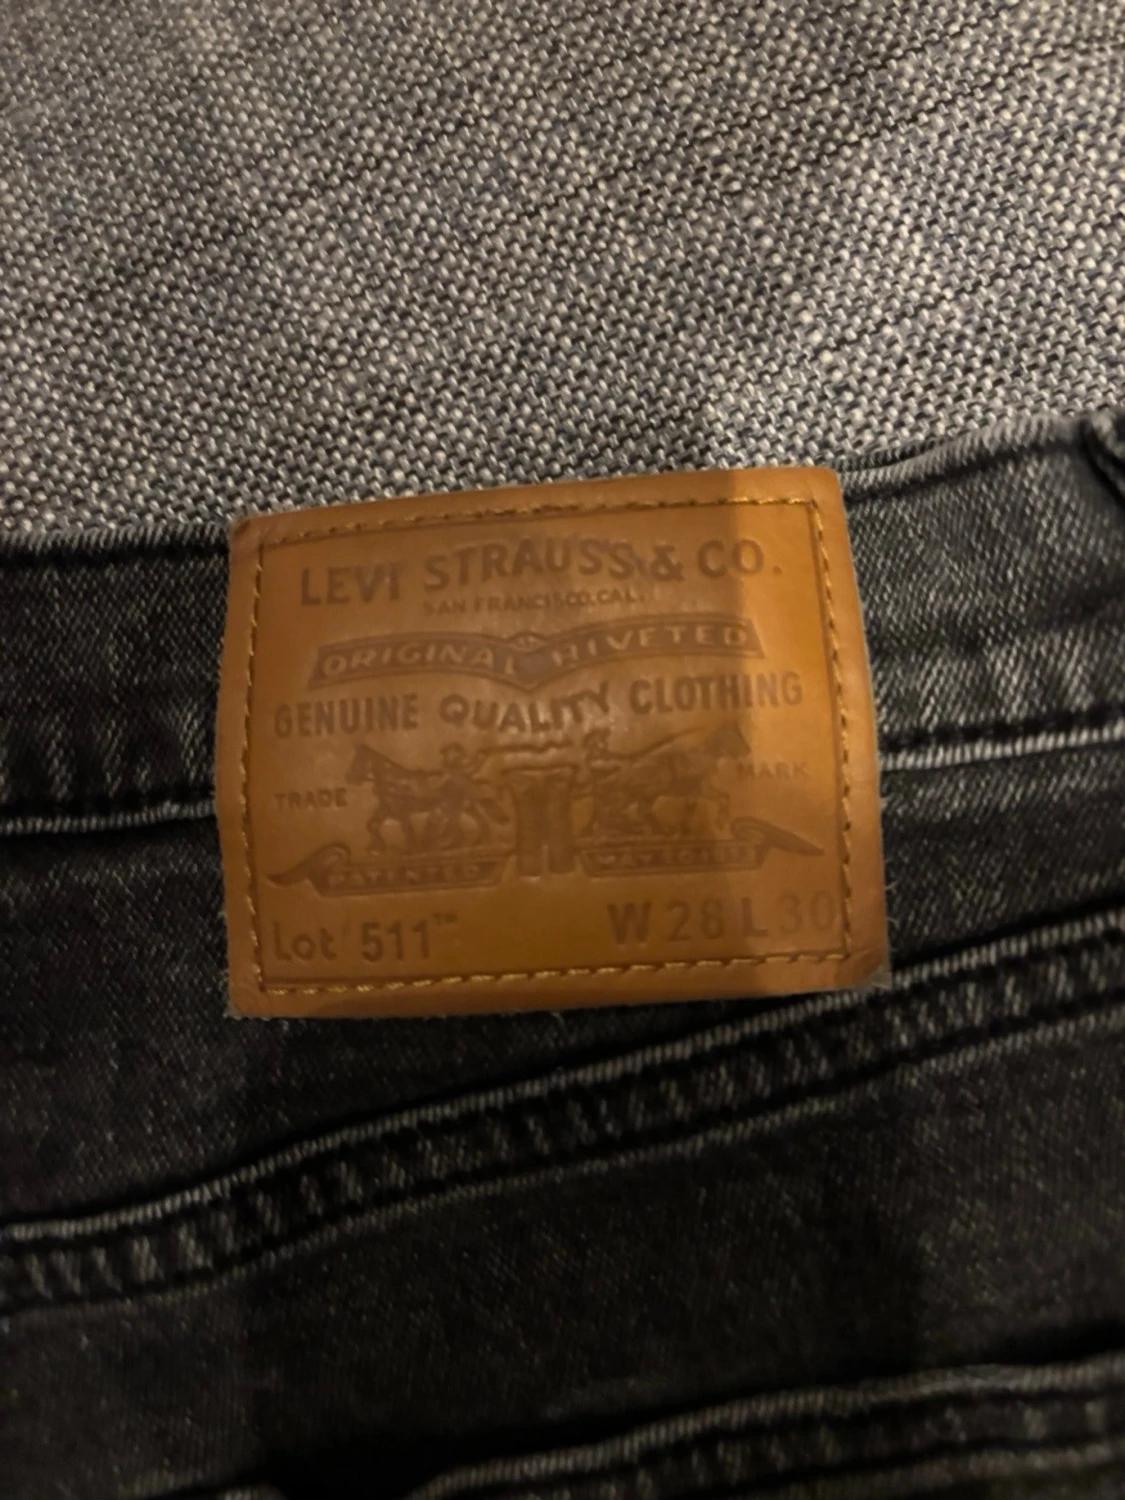 LEVI STRAUSS & CO.
SAN FRANCISCO, CAL.
ORIGINAL RIVETED
GENUINE QUALITY CLOTHING
TRADE MARK
PATENTED
Lot 511™ W 28 L 30